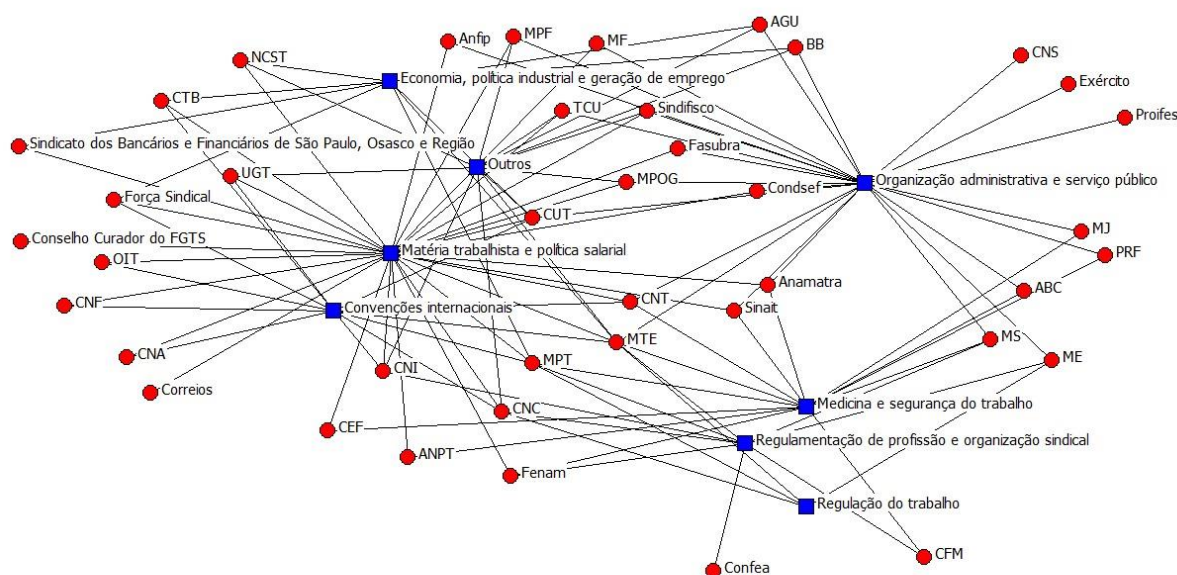 AGU
MPF
Anfip
MF
BB
CNS
NCST
Economia, política industrial e geração de emprego
Exército
CTB
TCU
Sindifisco
Proifes
Sindicato dos Bancários e Financiários de São Paulo, Osasco e Região
Fasubra
Outros
UGT
MPOG
Organização administrativa e serviço público
Condsef
Força Sindical
CUT
MJ
Conselho Curador do FGTS
Matéria trabalhista e política salarial
PRF
OIT
Anamatra
ABC
CNT
CNF
Convenções internacionais
Sinait
MTE
MS
CNA
MPT
ME
CNI
Correios
Medicina e segurança do trabalho
CNC
CEF
Regulamentação de profissão e organização sindical
ANPT
Fenam
Regulação do trabalho
CFM
Confea